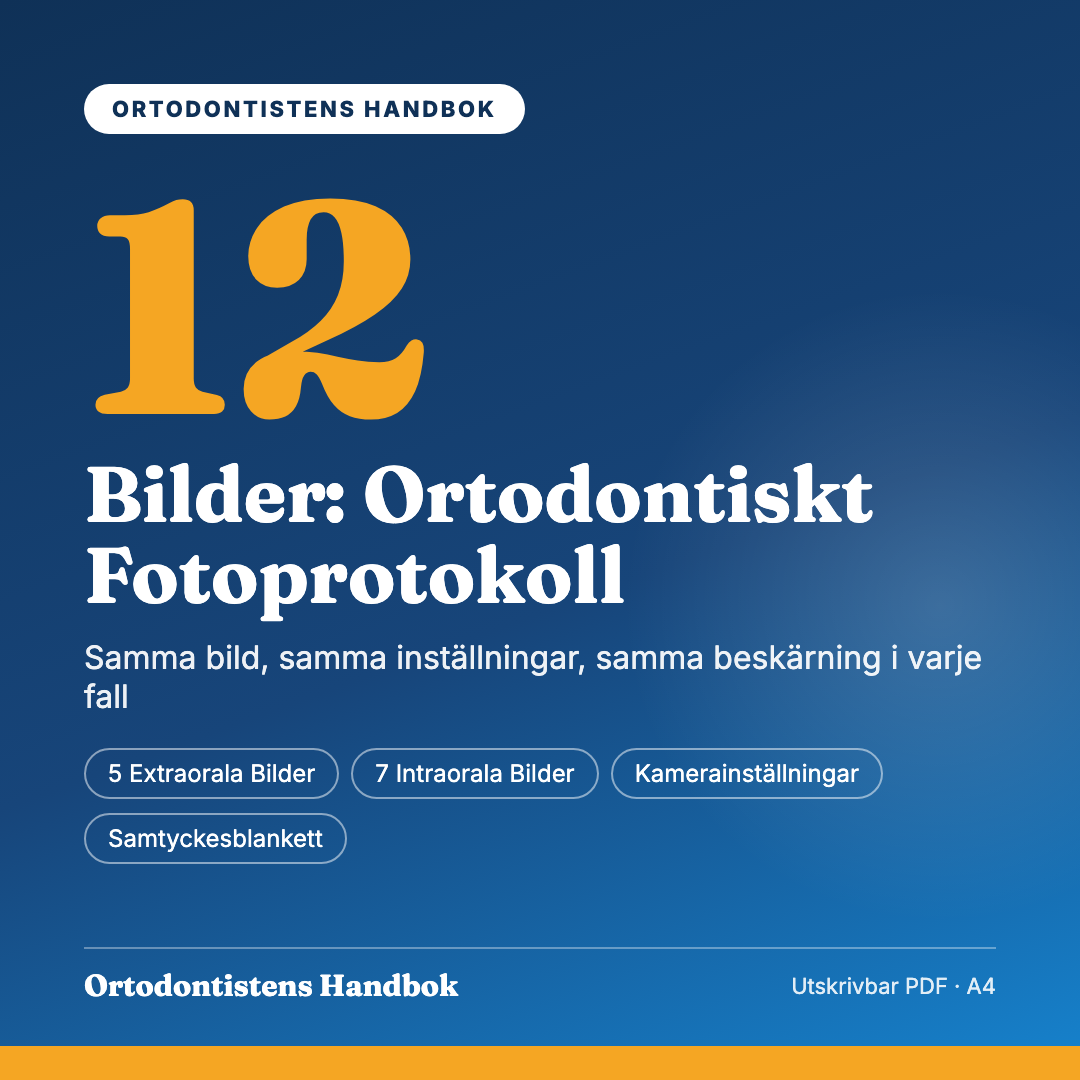 ORTODONTISTENS HANDBOK
12
Bilder: Ortodontiskt
Fotoprotokoll
Samma bild, samma inställningar, samma beskärning i varje
fall
5 Extraorala Bilder
7 Intraorala Bilder
Kamerainställningar
Samtyckesblankett
Ortodontistens Handbok
Utskrivbar PDF · A4